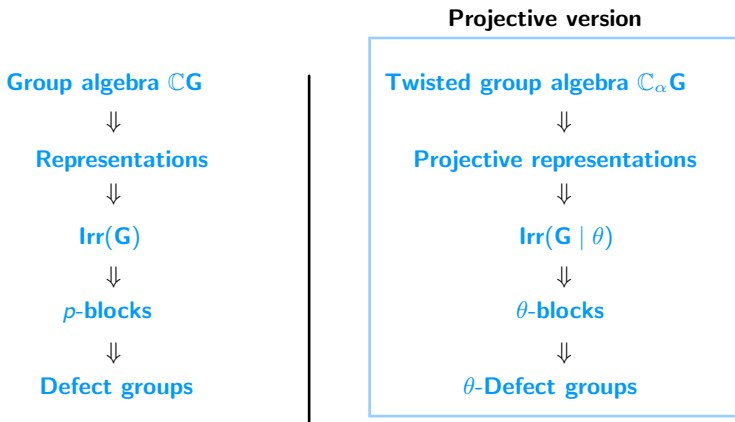 Projective version
Group algebra ℂG
⇓
Representations
⇓
Irr(G)
⇓
p-blocks
⇓
Defect groups
Twisted group algebra ℂ_αG
⇓
Projective representations
⇓
Irr(G | θ)
⇓
θ-blocks
⇓
θ-Defect groups